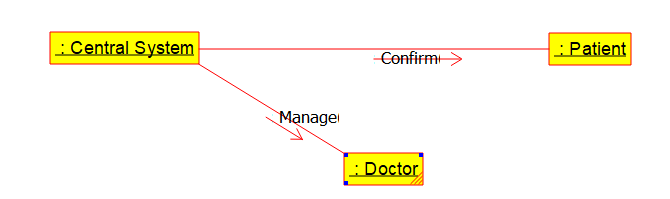 : Central System
: Patient
Confirm(
Manage(
: Doctor